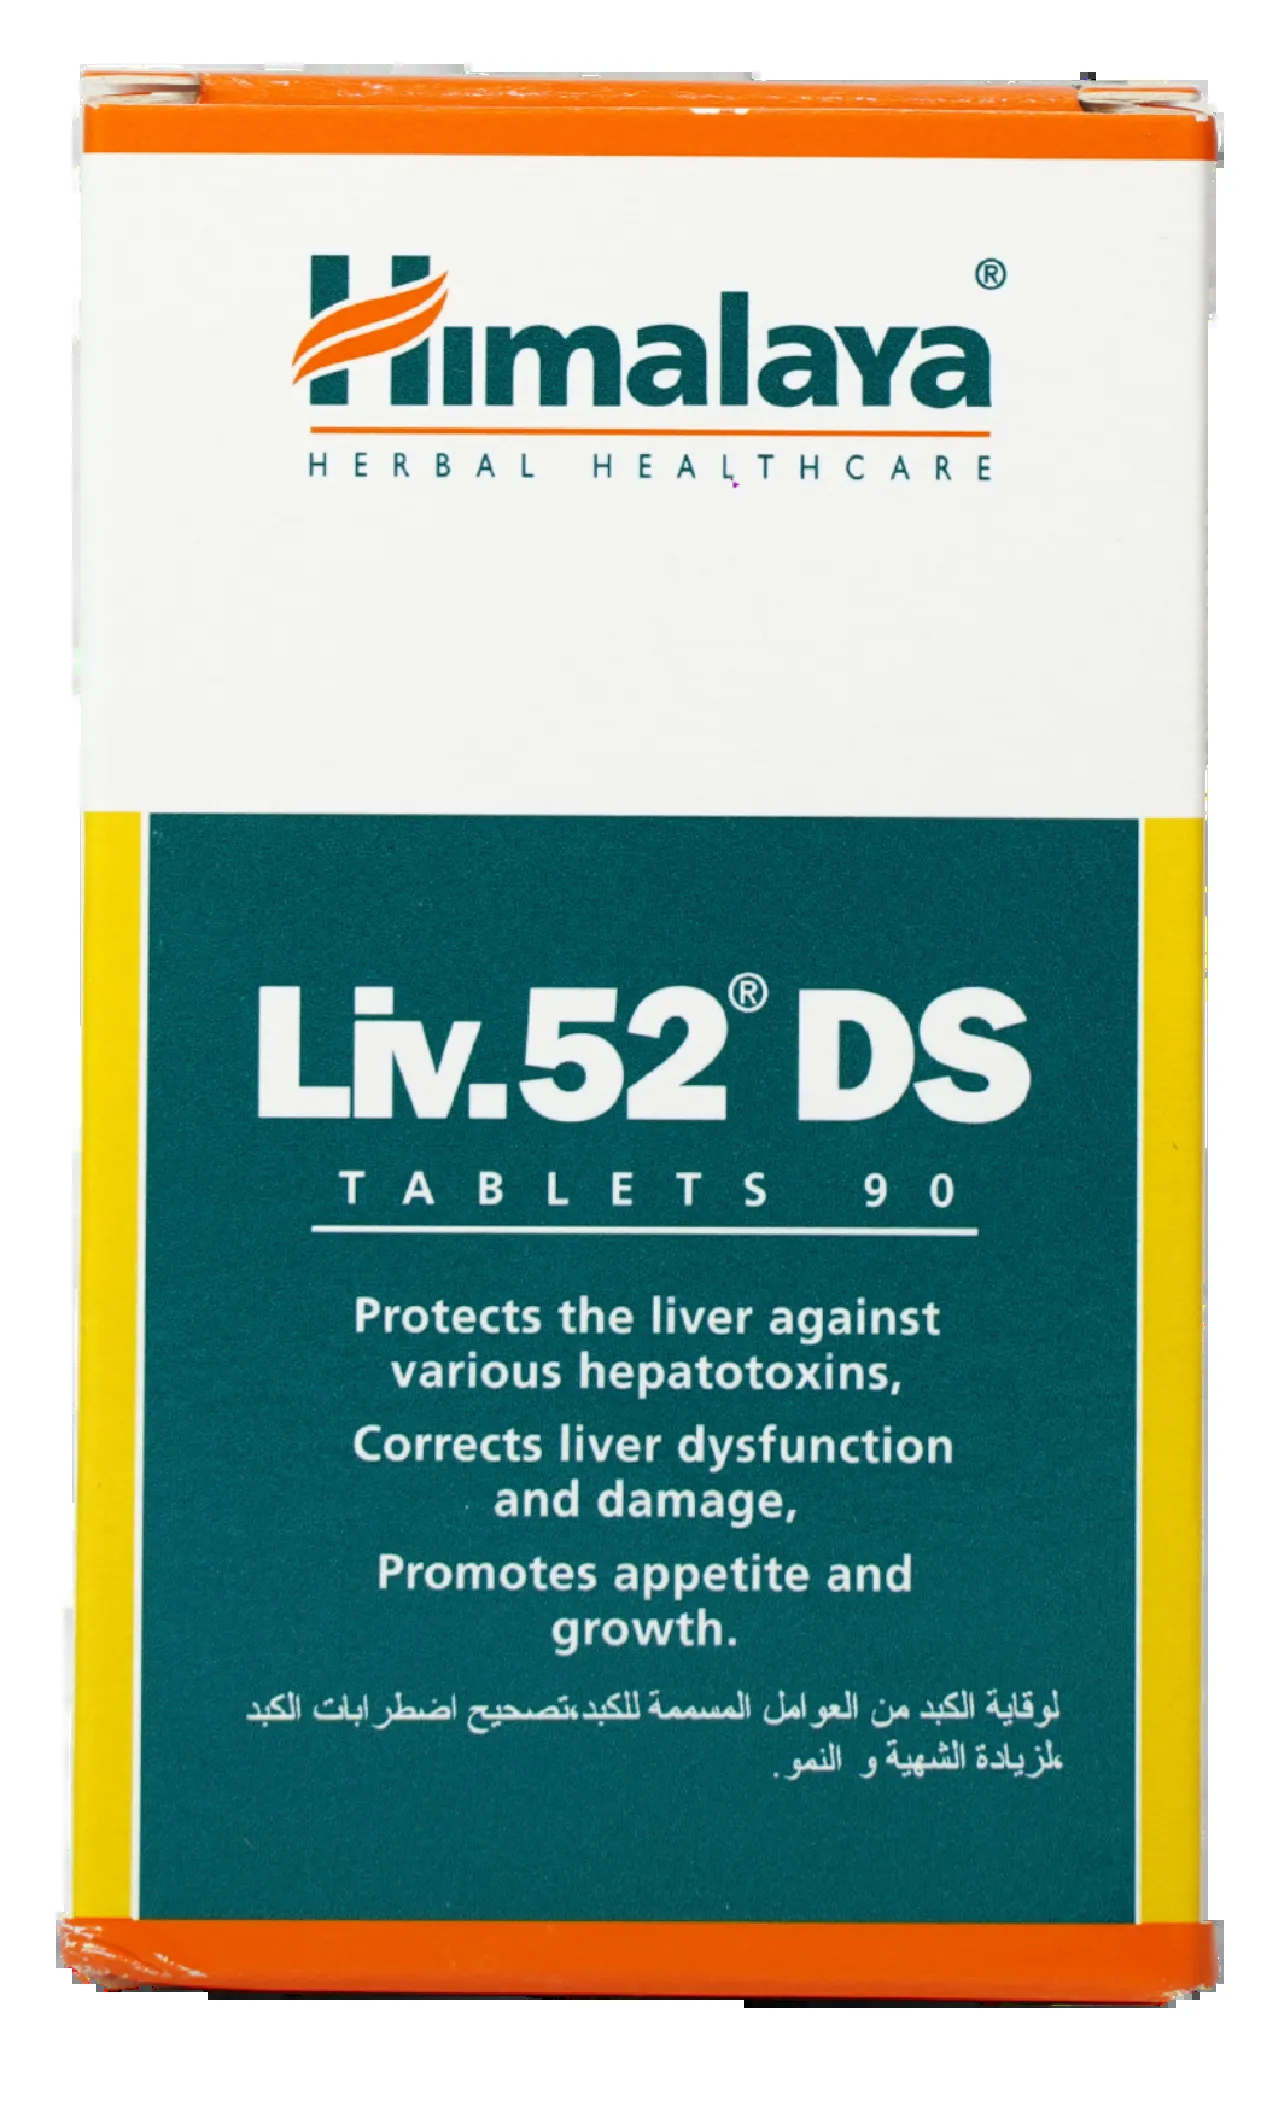 Himalaya®
HERBAL HEALTHCARE
Liv.52® DS
TABLETS 90
Protects the liver against
various hepatotoxins,
Corrects liver dysfunction
and damage,
Promotes appetite and
growth.
لوقاية الكبد من العوامل المسممة للكبد،تصحيح اضطرابات الكبد
،لزيادة الشهية و النمو.